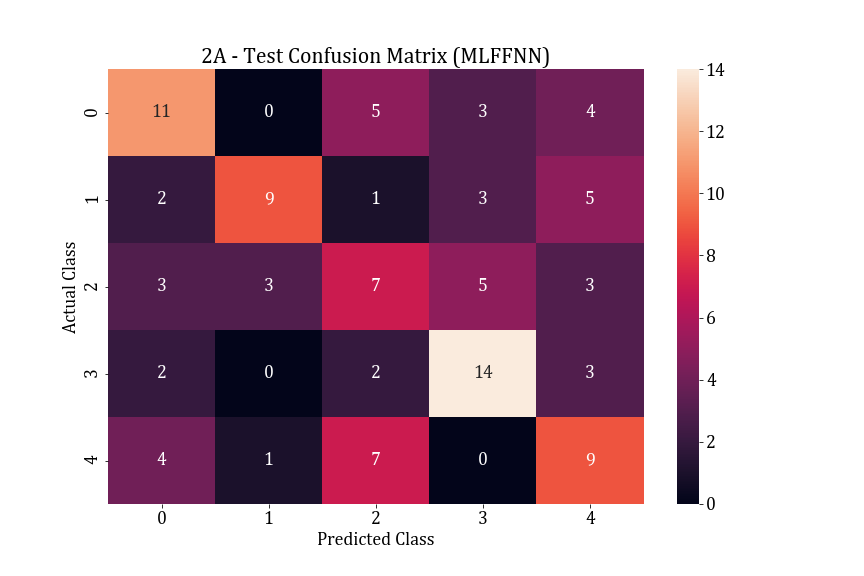 2A - Test Confusion Matrix (MLFFNN)
0 11 0 5 3 4
1 2 9 1 3 5
2 3 3 7 5 3
3 2 0 2 14 3
4 4 1 7 0 9
0 1 2 3 4
Predicted Class
Actual Class
14
12
10
8
6
4
2
0